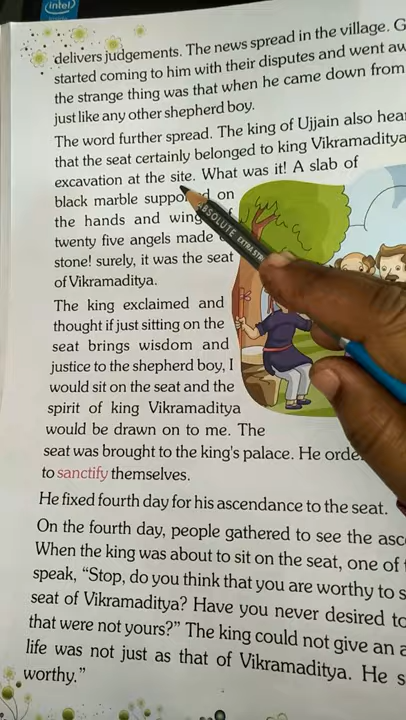 intel
delivers judgements. The news spread in the village. G
started coming to him with their disputes and went aw
the strange thing was that when he came down from
just like any other shepherd boy.
The word further spread. The king of Ujjain also hear
that the seat certainly belonged to king Vikramaditya
excavation at the site. What was it! A slab of
black marble suppo d on
the hands and wing
twenty five angels made
stone! surely, it was the seat
of Vikramaditya.
The king exclaimed and
thought if just sitting on the
seat brings wisdom and
justice to the shepherd boy, I
would sit on the seat and the
spirit of king Vikramaditya
would be drawn on to me. The
seat was brought to the king's palace. He orde
to sanctify themselves.
He fixed fourth day for his ascendance to the seat.
On the fourth day, people gathered to see the asc
When the king was about to sit on the seat, one of
speak, “Stop, do you think that you are worthy to s
seat of Vikramaditya? Have you never desired to
that were not yours?” The king could not give an a
life was not just as that of Vikramaditya. He s
worthy.”
ABSOLUTE EXTRA